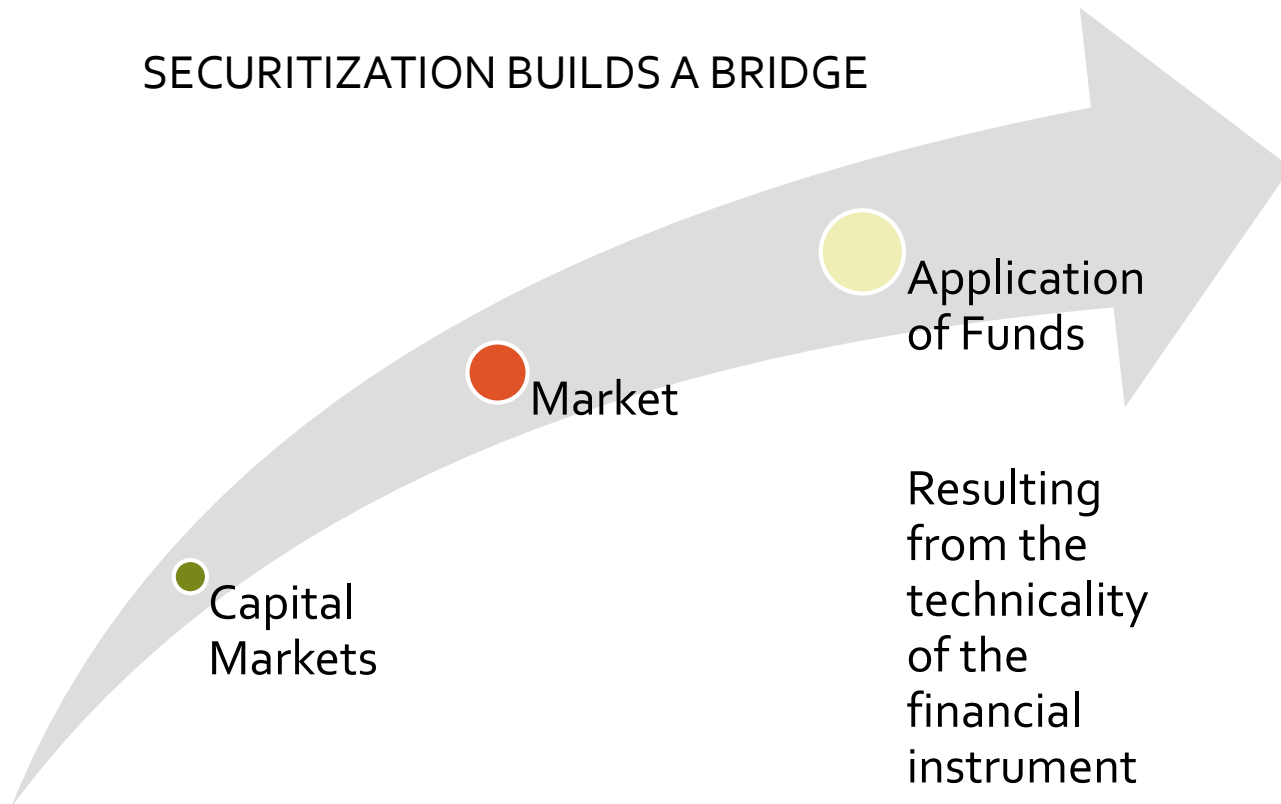 SECURITIZATION BUILDS A BRIDGE
Application
of Funds
Market
Resulting
from the
technicality
of the
financial
instrument
Capital
Markets